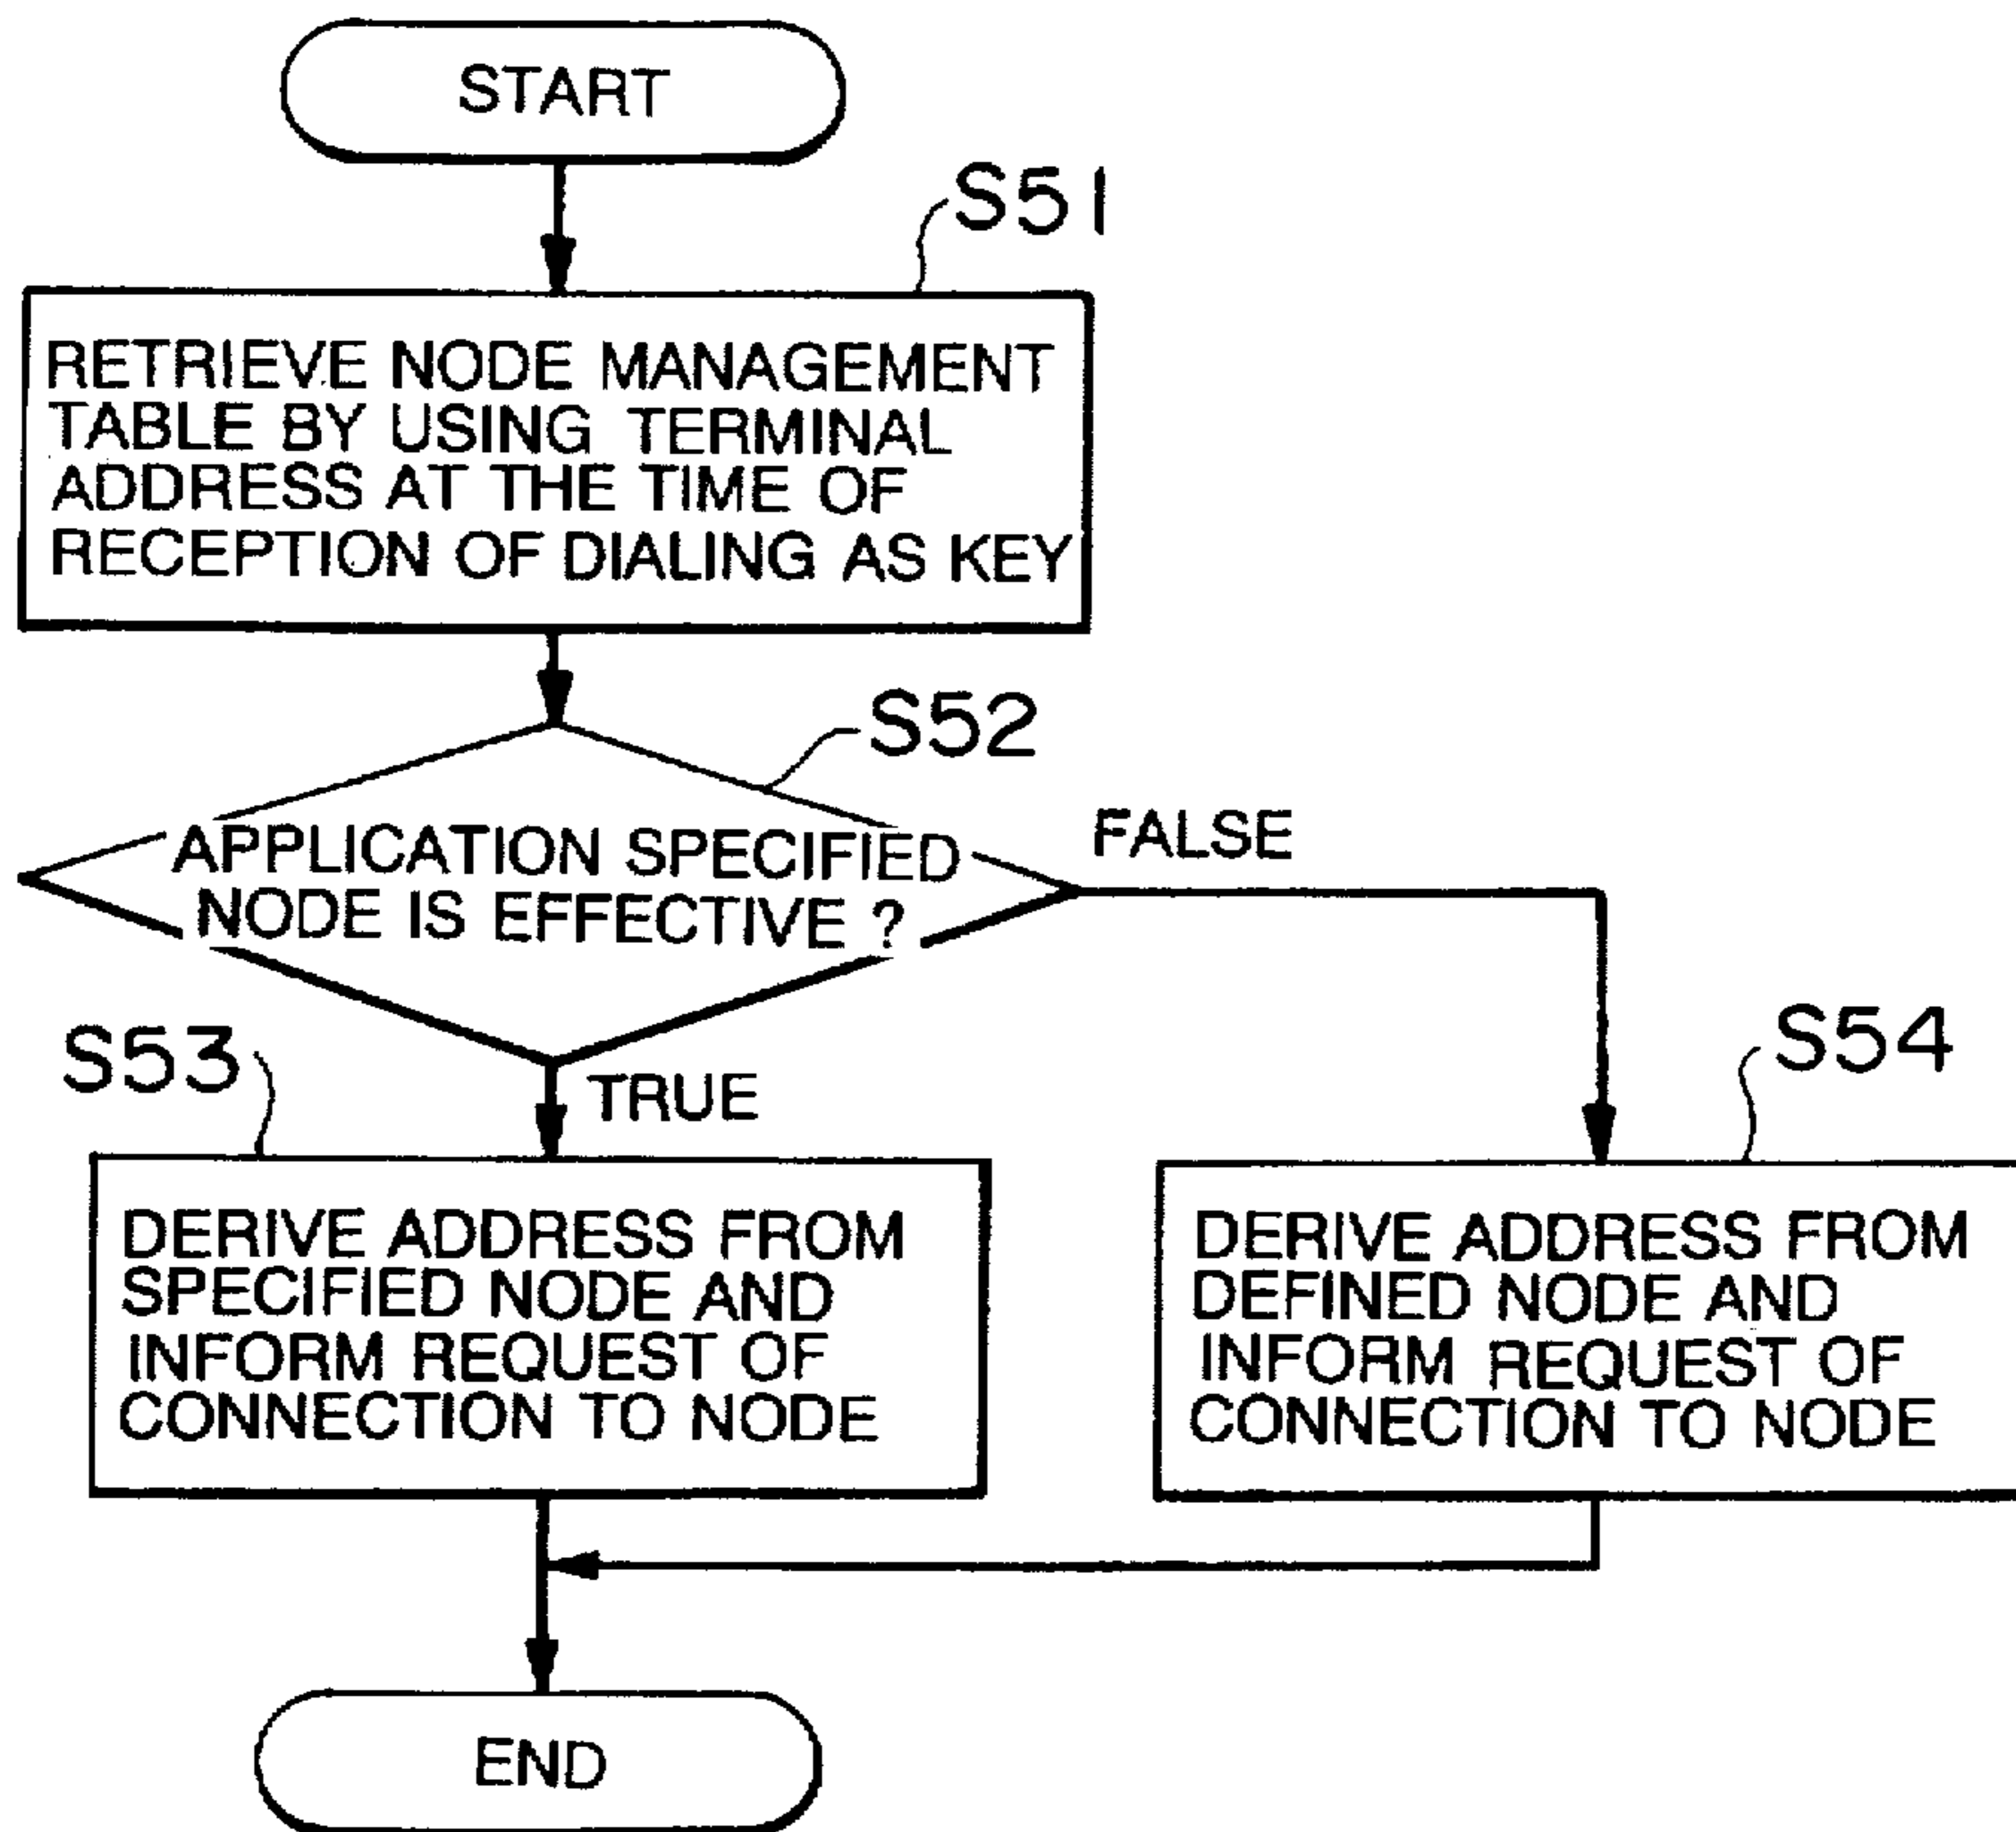 START
S51
RETRIEVE NODE MANAGEMENT
TABLE BY USING TERMINAL
ADDRESS AT THE TIME OF
RECEPTION OF DIALING AS KEY
S52
APPLICATION SPECIFIED
NODE IS EFFECTIVE ?
FALSE
S53
TRUE
S54
DERIVE ADDRESS FROM
SPECIFIED NODE AND
INFORM REQUEST OF
CONNECTION TO NODE
DERIVE ADDRESS FROM
DEFINED NODE AND
INFORM REQUEST OF
CONNECTION TO NODE
END